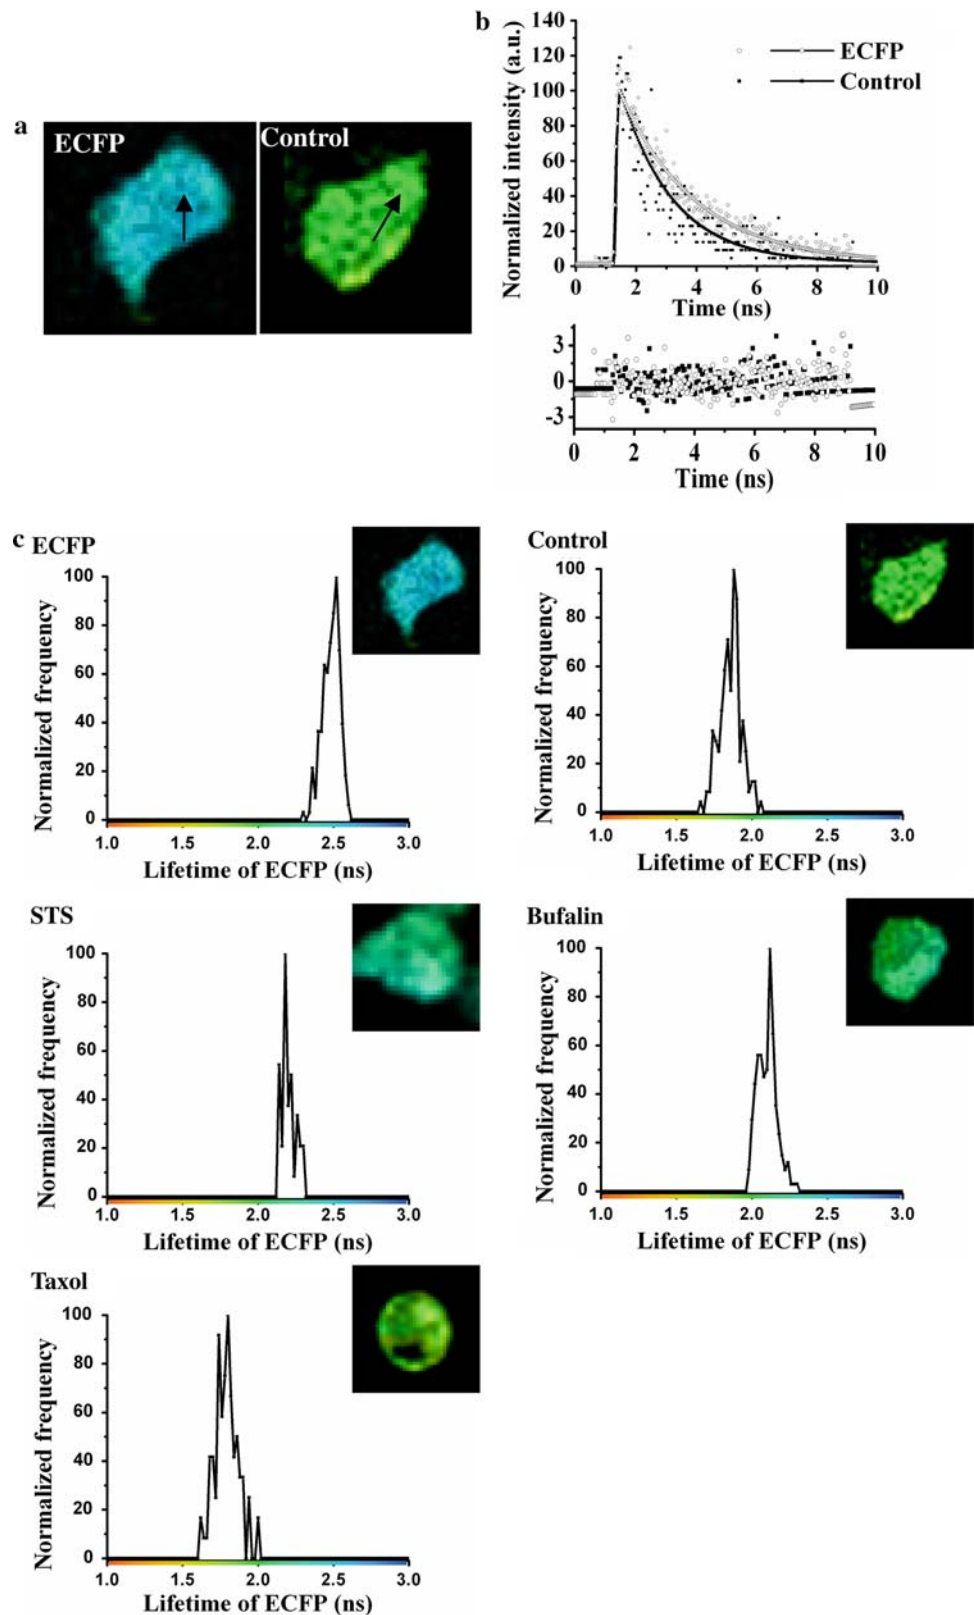 a
ECFP
Control
b
Normalized intensity (a.u.)
140
120
100
80
60
40
20
0
ECFP
Control
0 2 4 6 8 10
Time (ns)
3
0
-3
0 2 4 6 8 10
Time (ns)
c ECFP
Normalized frequency
100
80
60
40
20
0
1.0 1.5 2.0 2.5 3.0
Lifetime of ECFP (ns)
Control
Normalized frequency
100
80
60
40
20
0
1.0 1.5 2.0 2.5 3.0
Lifetime of ECFP (ns)
STS
Normalized frequency
100
80
60
40
20
0
1.0 1.5 2.0 2.5 3.0
Lifetime of ECFP (ns)
Bufalin
Normalized frequency
100
80
60
40
20
0
1.0 1.5 2.0 2.5 3.0
Lifetime of ECFP (ns)
Taxol
Normalized frequency
100
80
60
40
20
0
1.0 1.5 2.0 2.5 3.0
Lifetime of ECFP (ns)